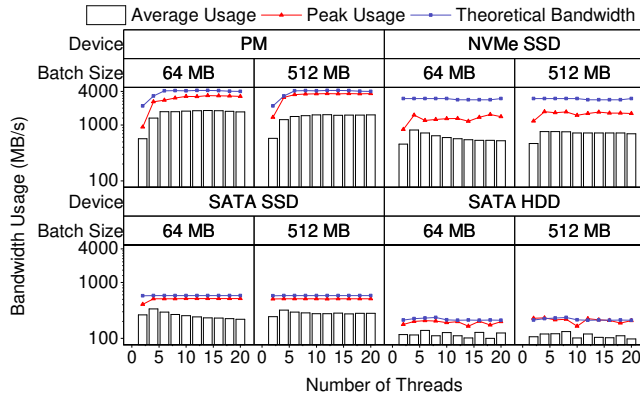 Average Usage Peak Usage Theoretical Bandwidth
Device PM NVMe SSD
Batch Size 64 MB 512 MB 64 MB 512 MB
4000
1000
100
Device SATA SSD SATA HDD
Batch Size 64 MB 512 MB 64 MB 512 MB
4000
1000
100
0 5 10 15 20 0 5 10 15 20 0 5 10 15 20 0 5 10 15 20
Number of Threads
Bandwidth Usage (MB/s)